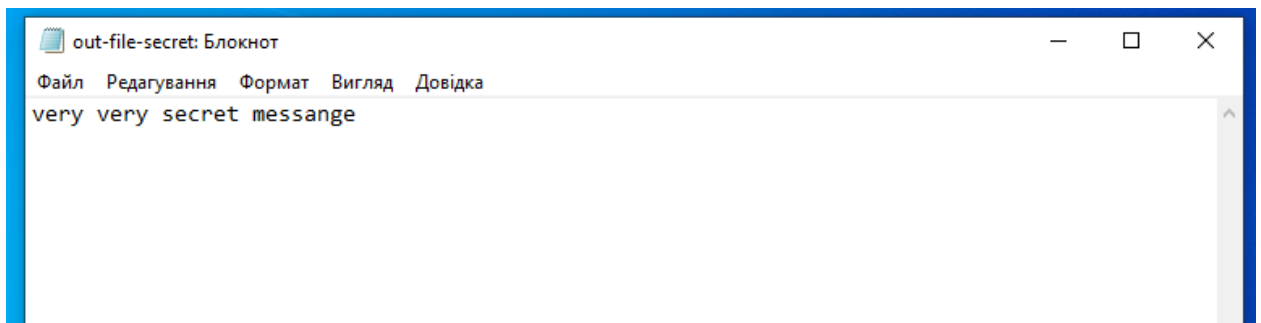 out-file-secret: Блокнот
Файл Редагування Формат Вигляд Довідка
very very secret messange